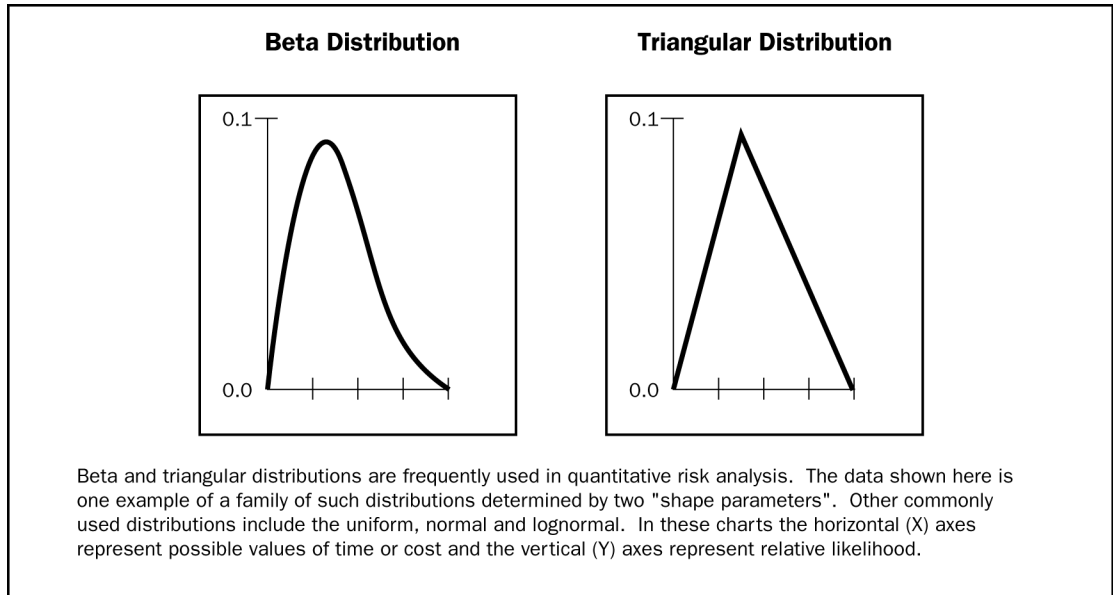 Beta Distribution
Triangular Distribution
0.1
0.0
0.1
0.0
Beta and triangular distributions are frequently used in quantitative risk analysis.  The data shown here is
one example of a family of such distributions determined by two "shape parameters".  Other commonly
used distributions include the uniform, normal and lognormal.  In these charts the horizontal (X) axes
represent possible values of time or cost and the vertical (Y) axes represent relative likelihood.